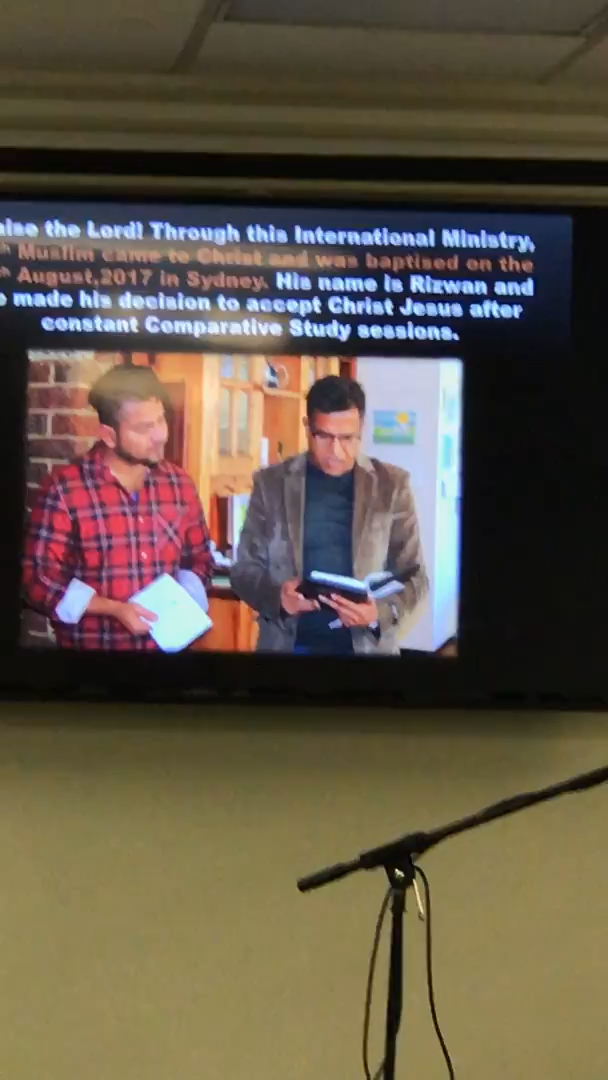 aise the Lord! Through this International Ministry,
h Muslim came to Christ and was baptised on the
h August,2017 in Sydney. His name is Rizwan and
made his decision to accept Christ Jesus after
constant Comparative Study sessions.